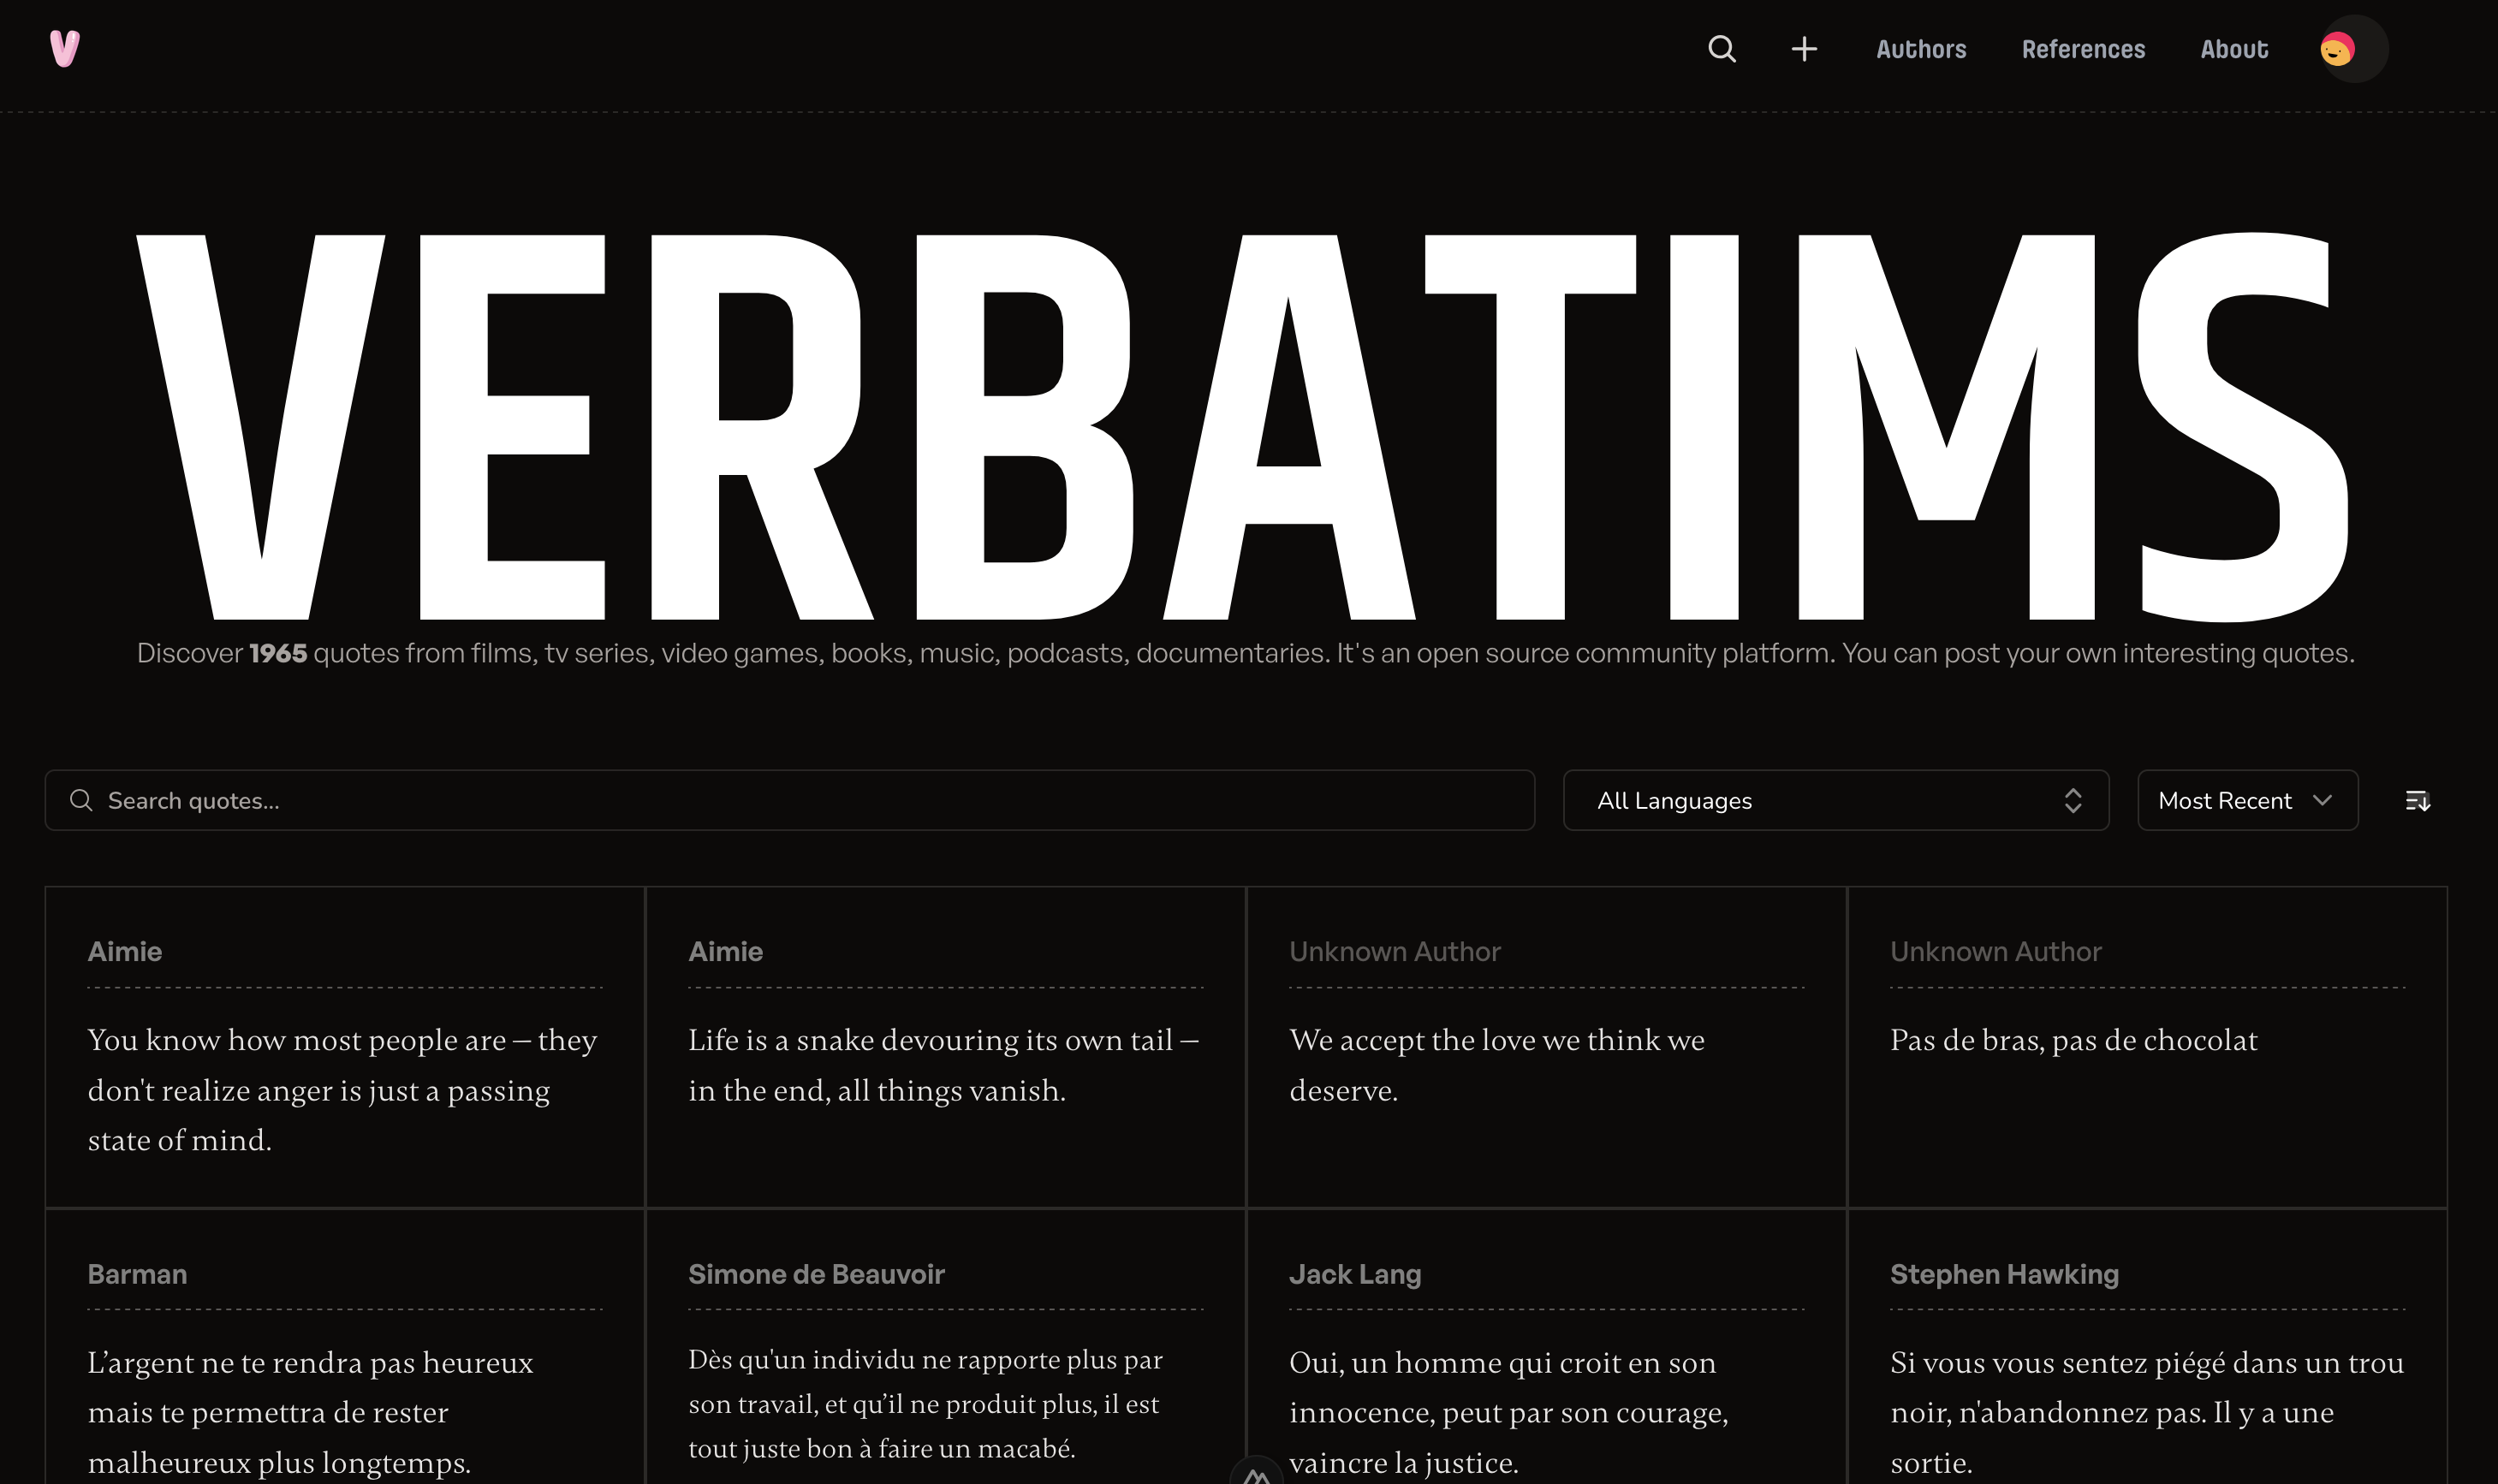 V
Authors References About
VERBATIMS
Discover 1965 quotes from films, tv series, video games, books, music, podcasts, documentaries. It's an open source community platform. You can post your own interesting quotes.
Search quotes...
All Languages
Most Recent
Aimie
You know how most people are — they
don't realize anger is just a passing
state of mind.
Aimie
Life is a snake devouring its own tail —
in the end, all things vanish.
Unknown Author
We accept the love we think we
deserve.
Unknown Author
Pas de bras, pas de chocolat
Barman
L’argent ne te rendra pas heureux
mais te permettra de rester
malheureux plus longtemps.
Simone de Beauvoir
Dès qu'un individu ne rapporte plus par
son travail, et qu’il ne produit plus, il est
tout juste bon à faire un macabé.
Jack Lang
Oui, un homme qui croit en son
innocence, peut par son courage,
vaincre la justice.
Stephen Hawking
Si vous vous sentez piégé dans un trou
noir, n'abandonnez pas. Il y a une
sortie.